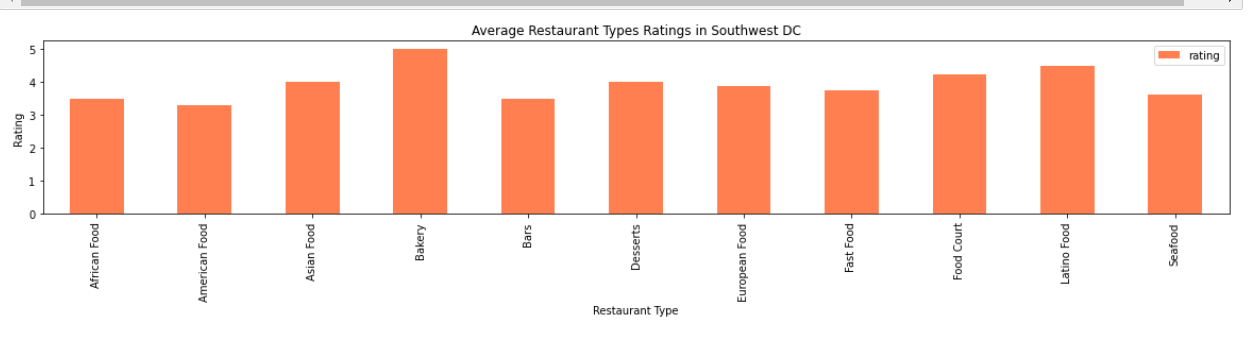 Average Restaurant Types Ratings in Southwest DC
rating
Rating
5
4
3
2
1
0
African Food
American Food
Asian Food
Bakery
Bars
Desserts
European Food
Fast Food
Food Court
Latino Food
Seafood
Restaurant Type